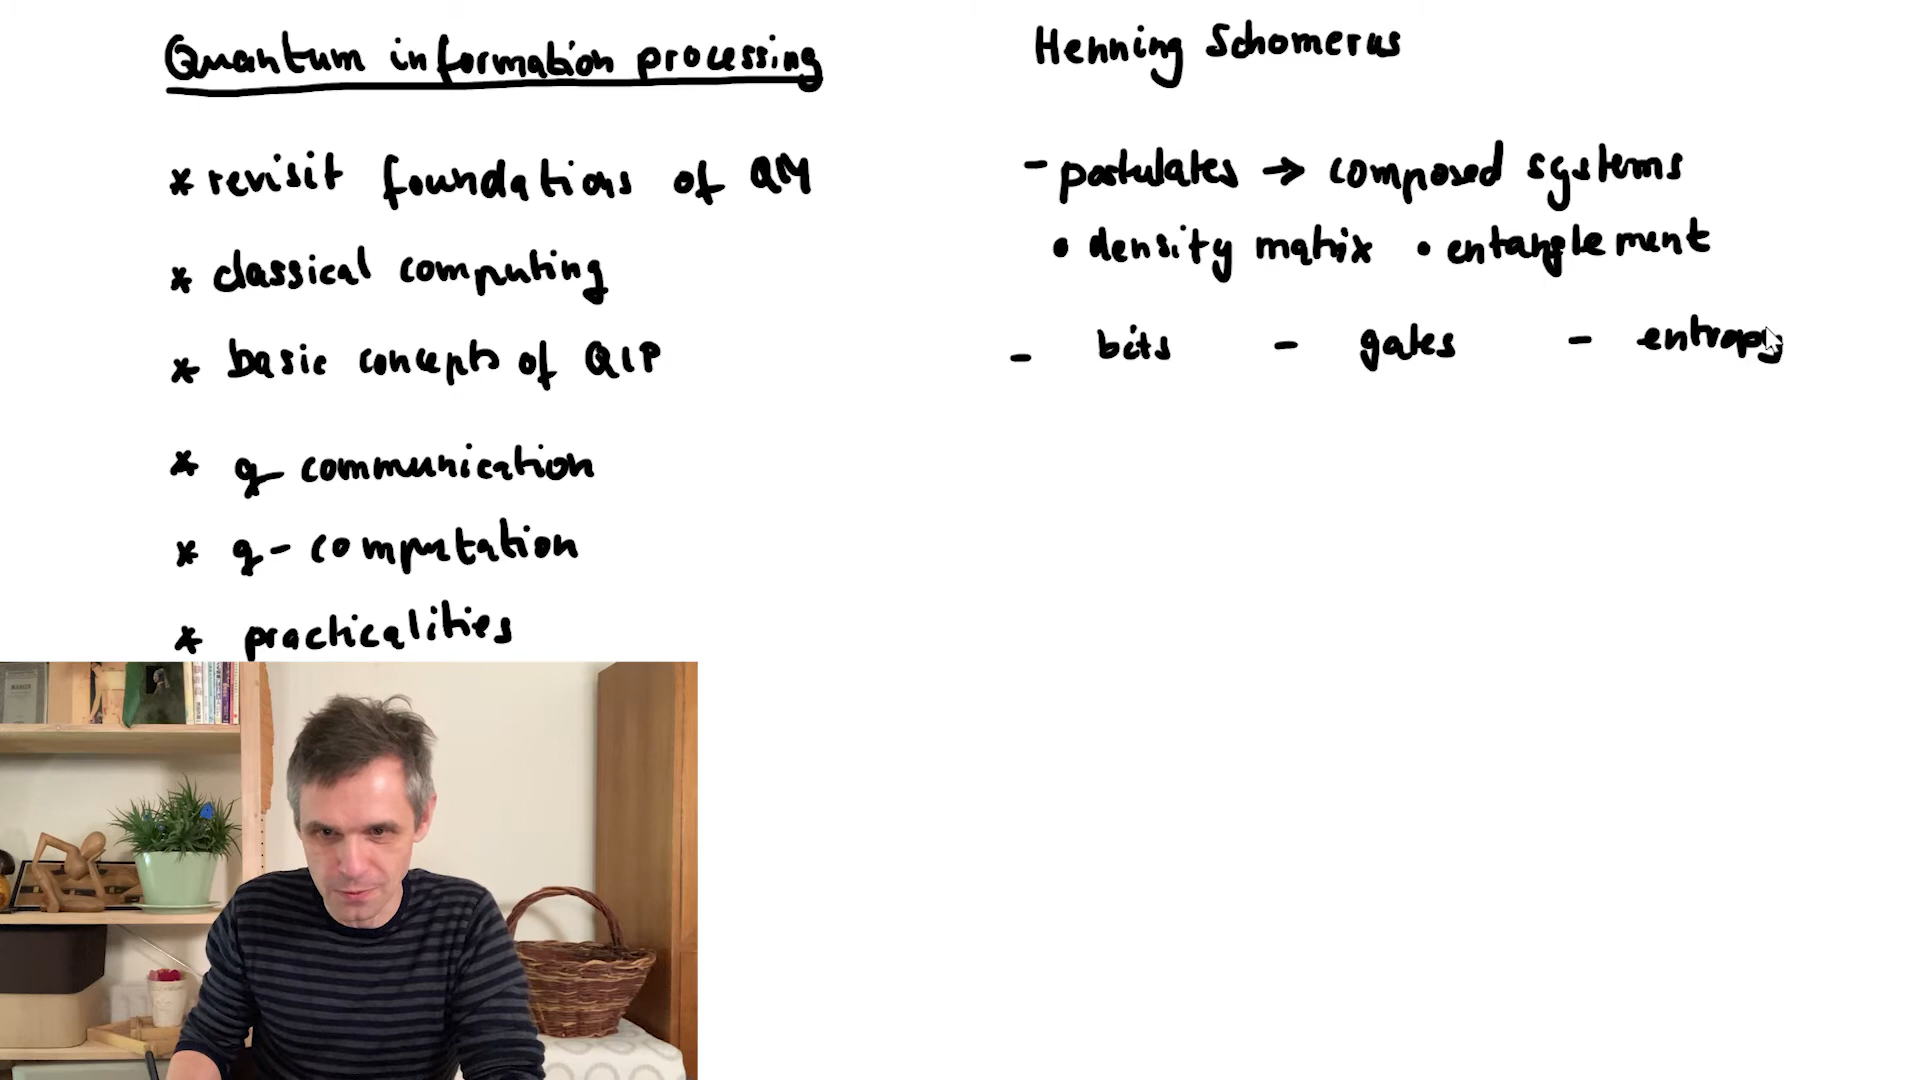 Quantum information processing
Henning Schomerus
* revisit foundations of QM
- postulates → composed systems
• density matrix • entanglement
* classical computing
- bits - gates - entropy
* basic concepts of QIP
* q communication
* q-computation
* practicalities